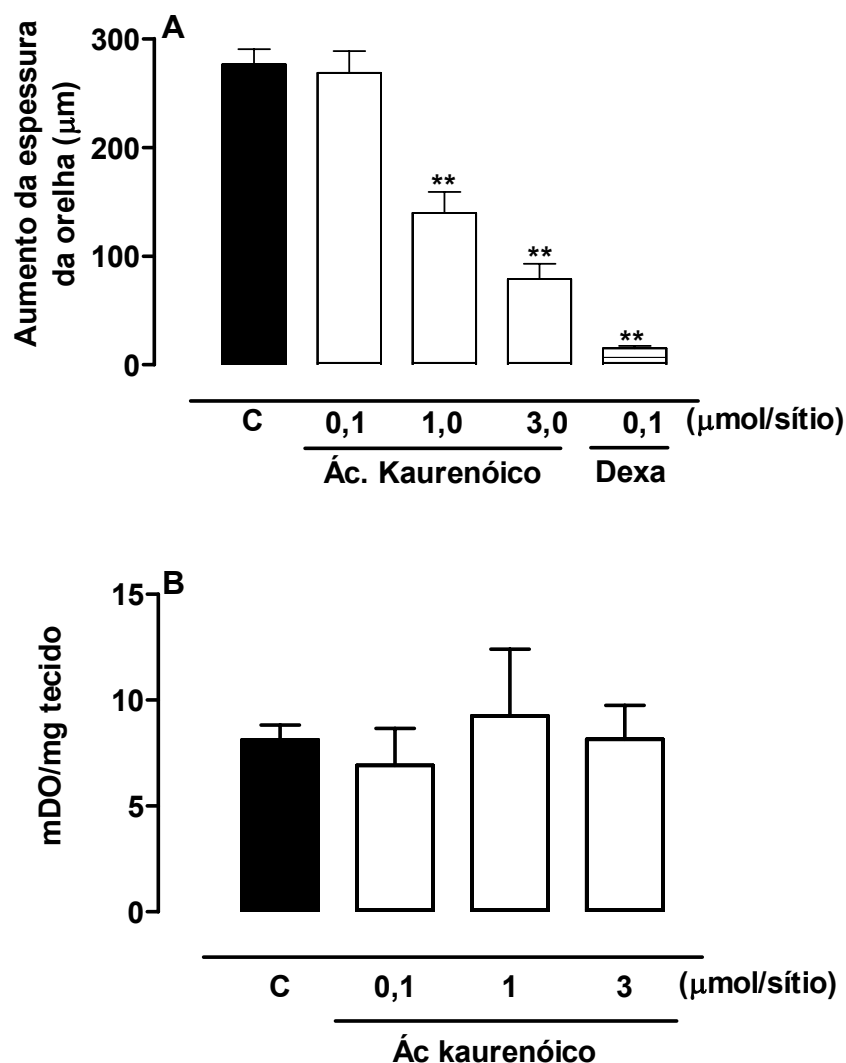 A
Aumento da espessura
da orelha (μm)
300
200
100
0
**
**
**
C 0,1 1,0 3,0 0,1 (μmol/sítio)
Ác. Kaurenóico Dexa
B
mDO/mg tecido
15
10
5
0
C 0,1 1 3 (μmol/sítio)
Ác kaurenóico